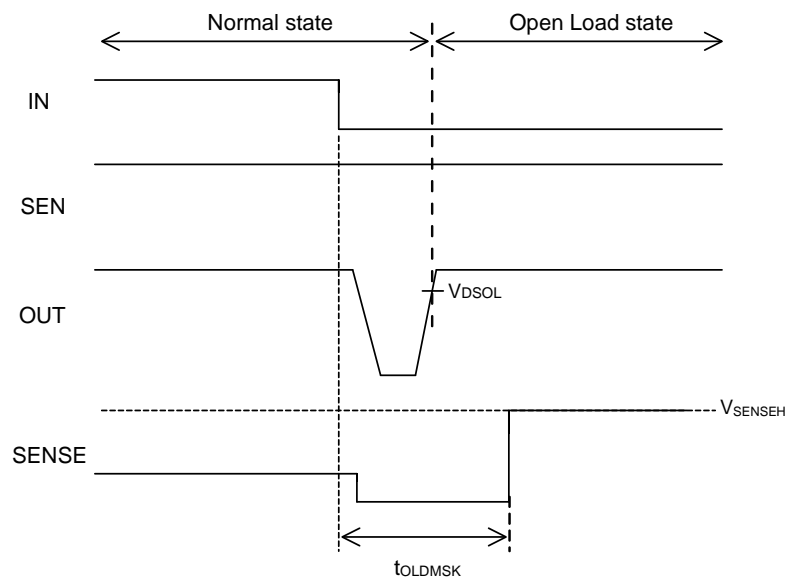 Normal state
Open Load state
IN
SEN
OUT
VDSOL
VSENSEH
SENSE
tOLDMSK